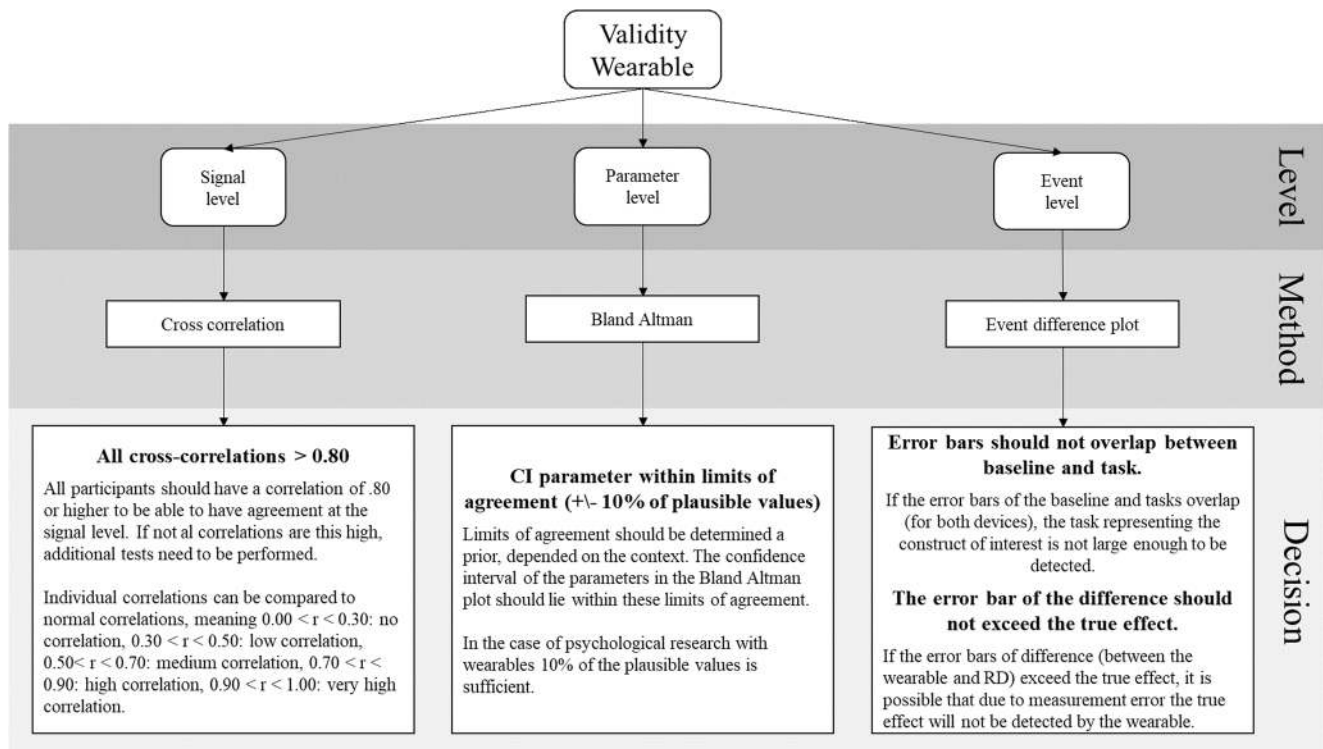 Validity
Wearable
Level
Signal
level
Parameter
level
Event
level
Method
Cross correlation
Bland Altman
Event difference plot
Decision
All cross-correlations > 0.80
All participants should have a correlation of .80
or higher to be able to have agreement at the
signal level. If not al correlations are this high,
additional tests need to be performed.
Individual correlations can be compared to
normal correlations, meaning 0.00 < r < 0.30: no
correlation, 0.30 < r < 0.50: low correlation,
0.50< r < 0.70: medium correlation, 0.70 < r <
0.90: high correlation, 0.90 < r < 1.00: very high
correlation.
CI parameter within limits of
agreement (+\- 10% of plausible values)
Limits of agreement should be determined a
prior, depended on the context. The confidence
interval of the parameters in the Bland Altman
plot should lie within these limits of agreement.
In the case of psychological research with
wearables 10% of the plausible values is
sufficient.
Error bars should not overlap between
baseline and task.
If the error bars of the baseline and tasks overlap
(for both devices), the task representing the
construct of interest is not large enough to be
detected.
The error bar of the difference should
not exceed the true effect.
If the error bars of difference (between the
wearable and RD) exceed the true effect, it is
possible that due to measurement error the true
effect will not be detected by the wearable.